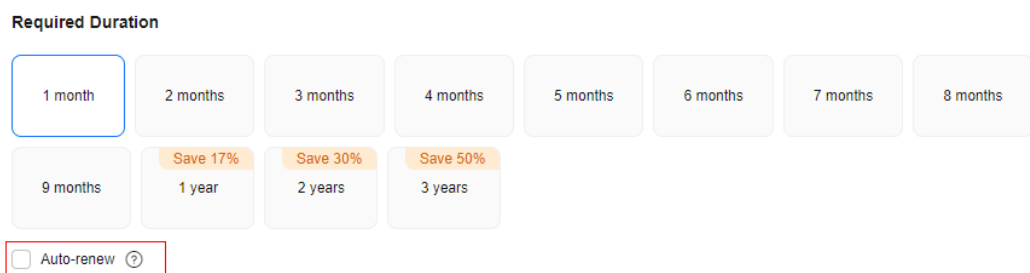 Required Duration
1 month 2 months 3 months 4 months 5 months 6 months 7 months 8 months
Save 17% Save 30% Save 50%
9 months 1 year 2 years 3 years
Auto-renew ?